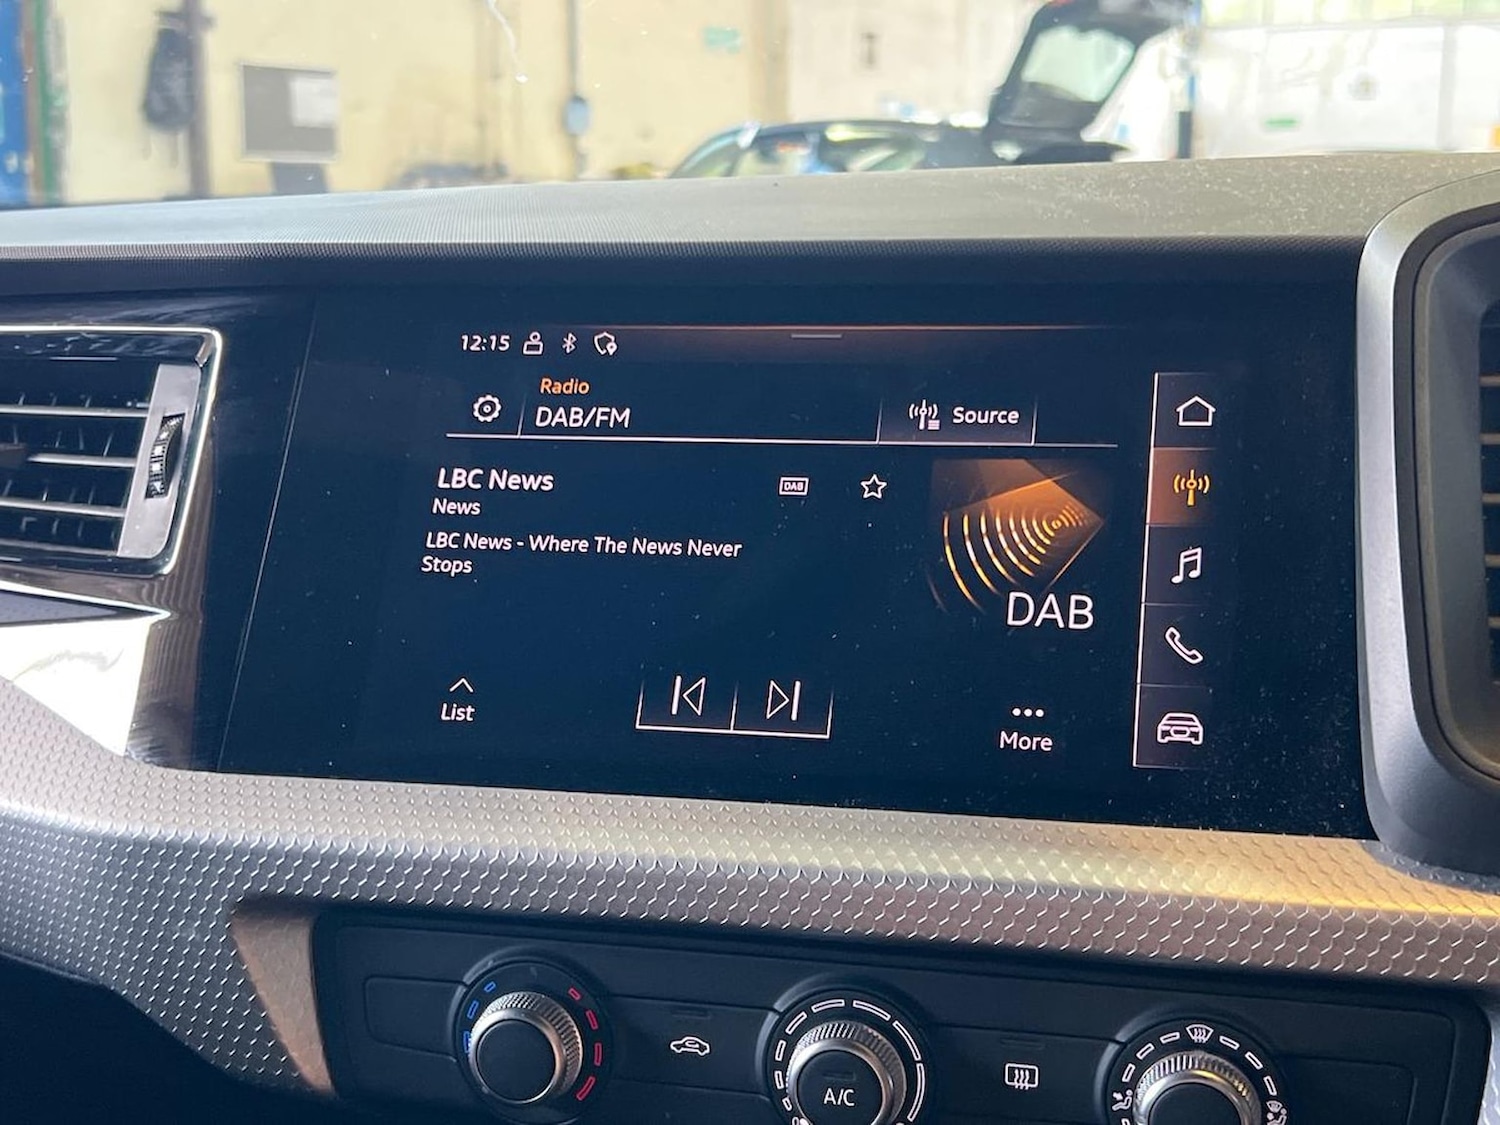 12:15
Radio
DAB/FM
Source
LBC News
DAB
News
LBC News - Where The News Never
Stops
DAB
List
More
A/C